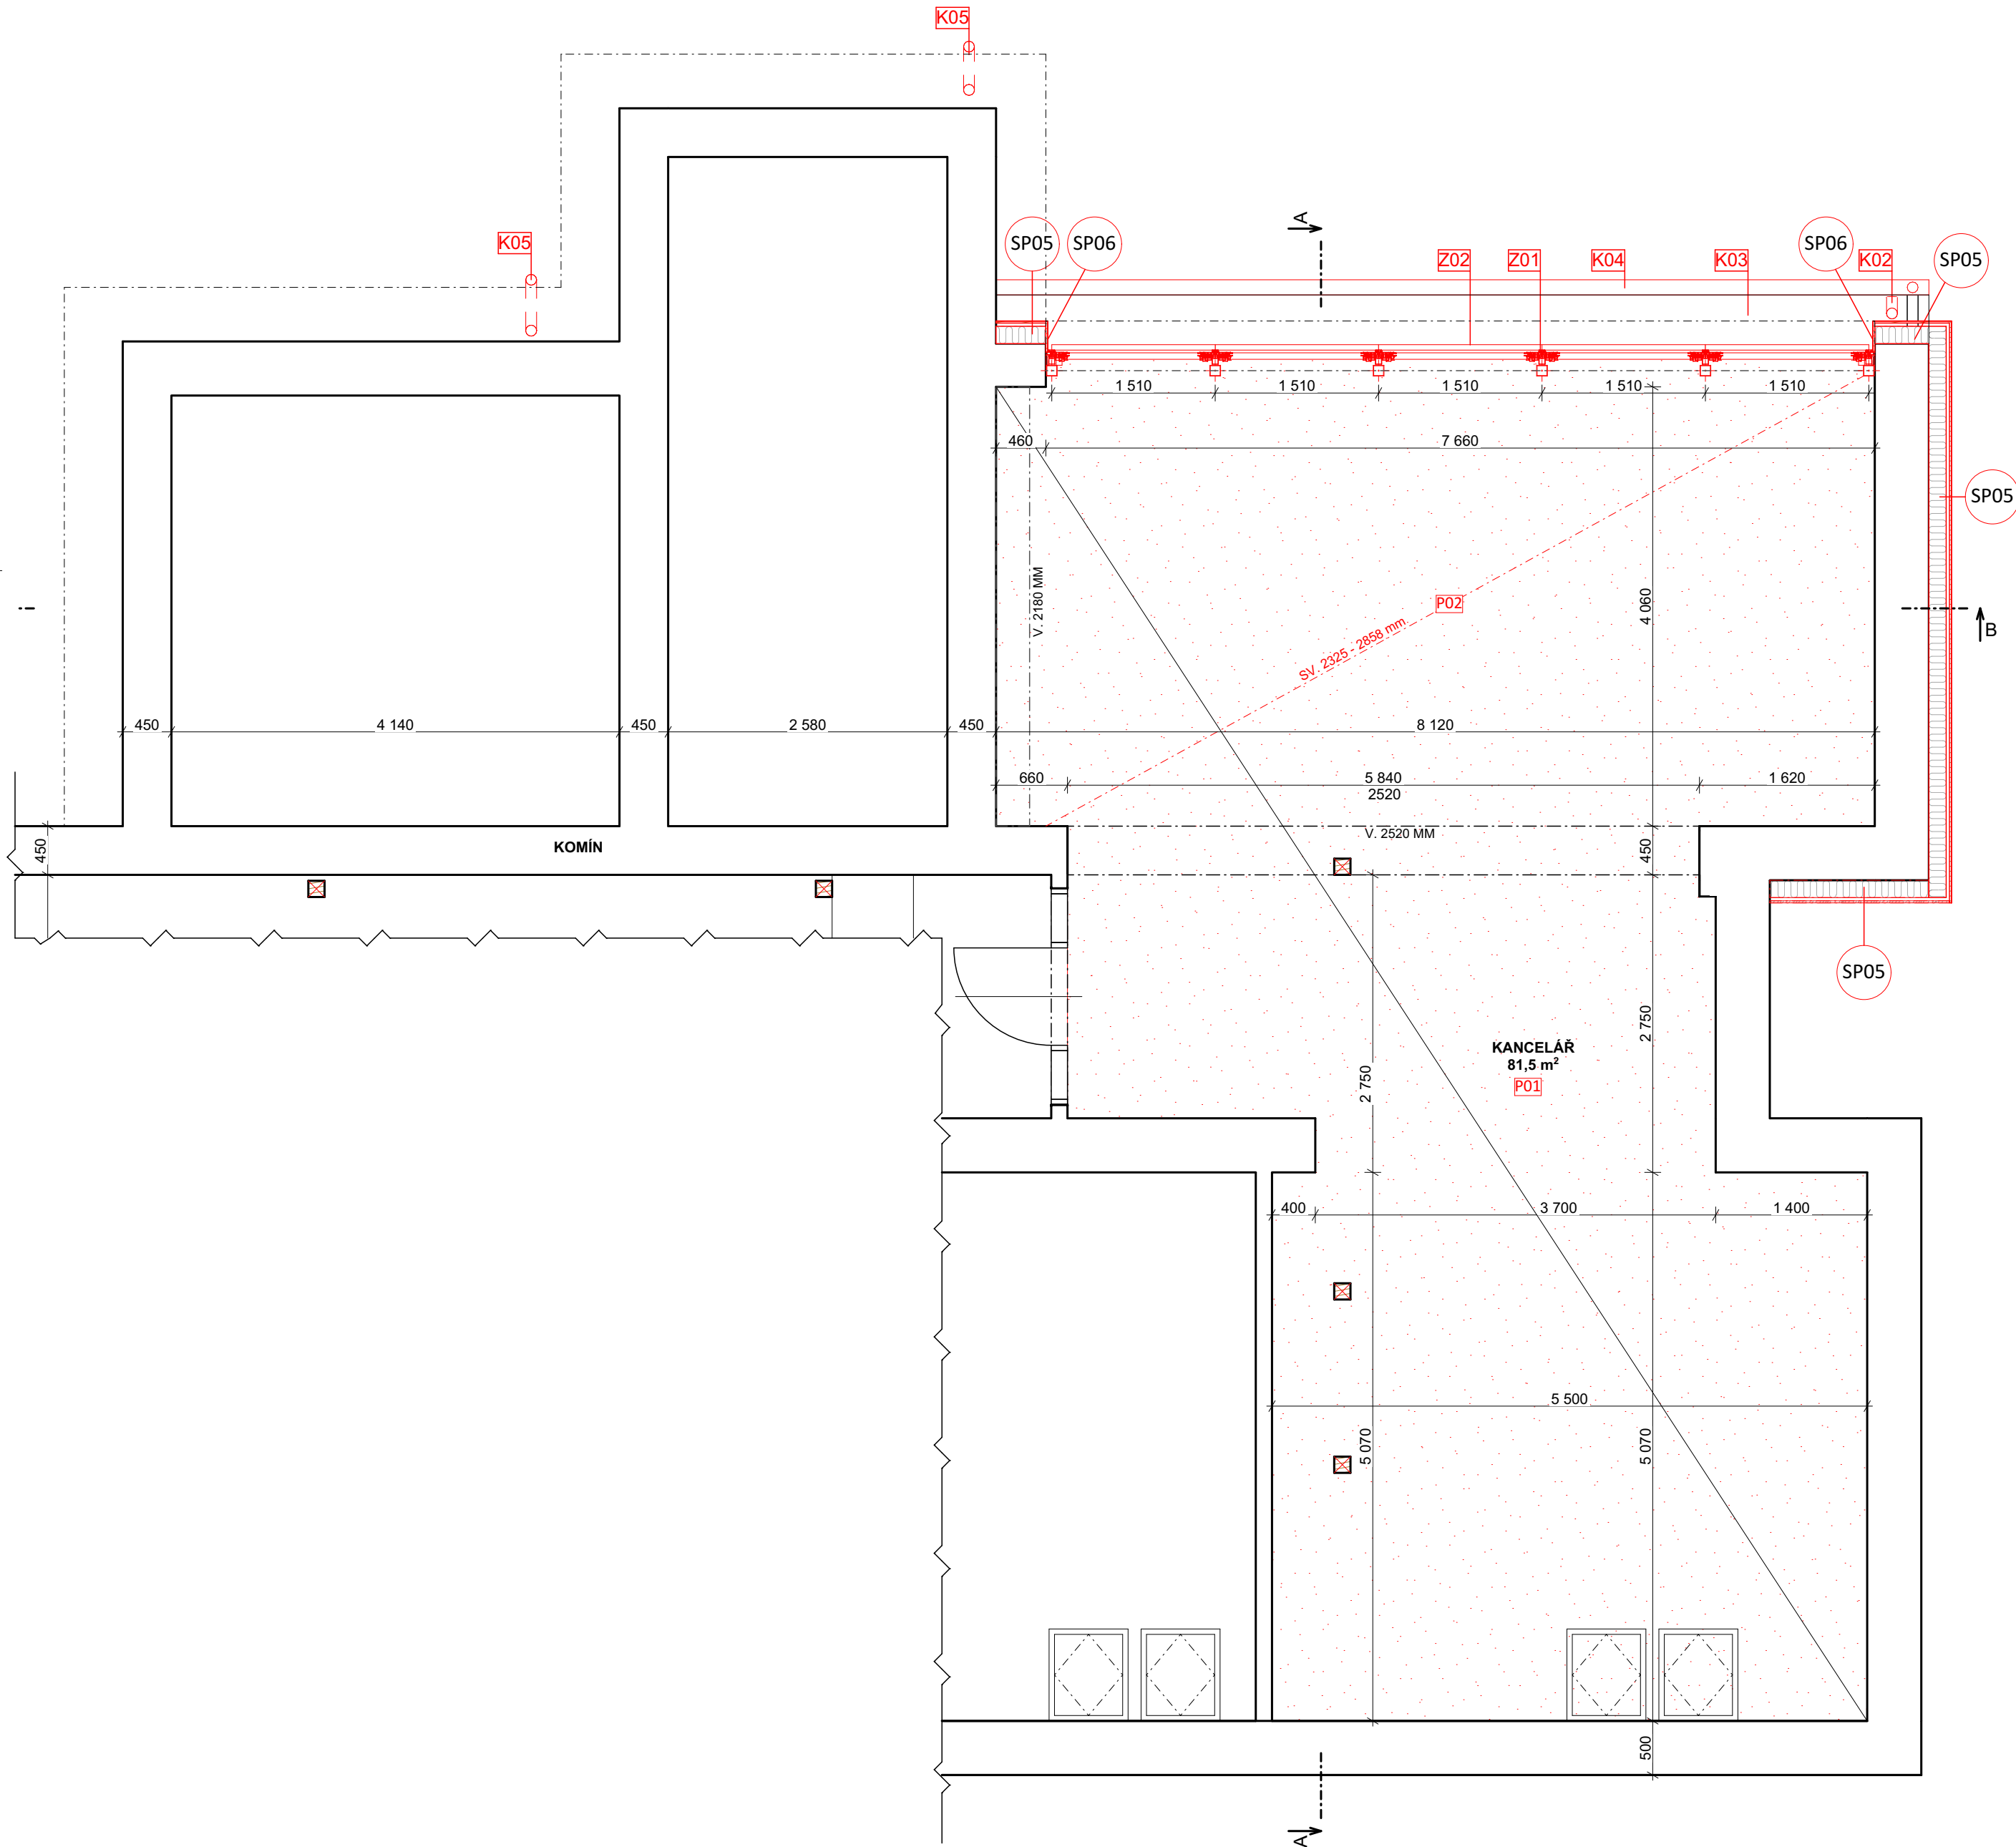 K05
K05
A
SP05
SP06
Z02
Z01
K04
K03
SP06
K02
SP05
1 510
1 510
1 510
1 510
1 510
460
7 660
SP05
V. 2180 MM
4 060
P02
SV. 2325 - 2858 mm
B
450
4 140
450
2 580
450
8 120
660
5 840
1 620
2520
V. 2520 MM
KOMÍN
450
450
SP05
2 750
KANCELÁŘ
81,5 m²
P01
2 750
400
3 700
1 400
5 500
5 070
5 070
500
A